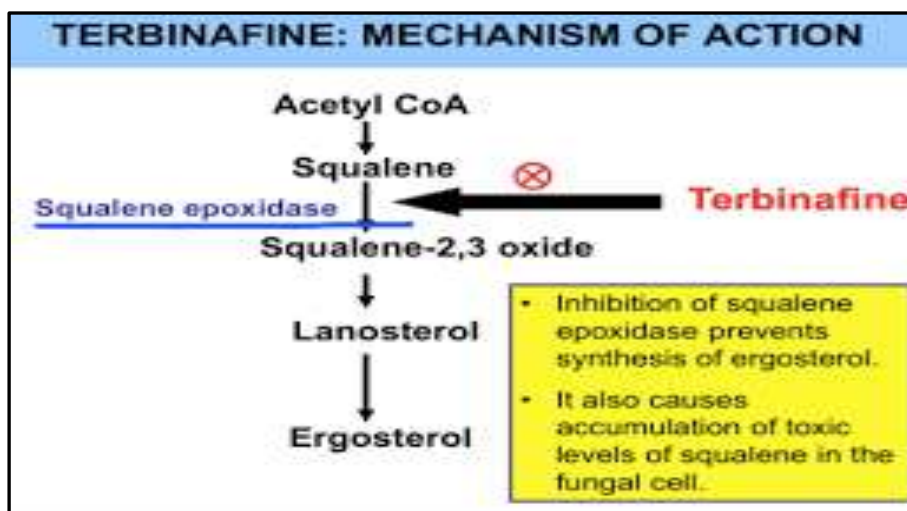 TERBINAFINE: MECHANISM OF ACTION
Acetyl CoA
Squalene
Squalene epoxidase
Terbinafine
Squalene-2,3 oxide
Lanosterol
Ergosterol
• Inhibition of squalene
epoxidase prevents
synthesis of ergosterol.
• It also causes
accumulation of toxic
levels of squalene in the
fungal cell.